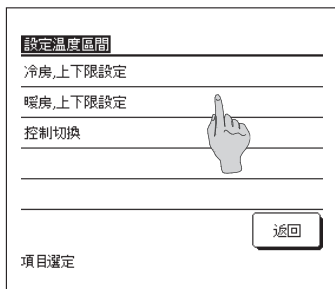 設定温度區間
冷房,上下限設定
暖房,上下限設定
控制切換
返回
項目選定